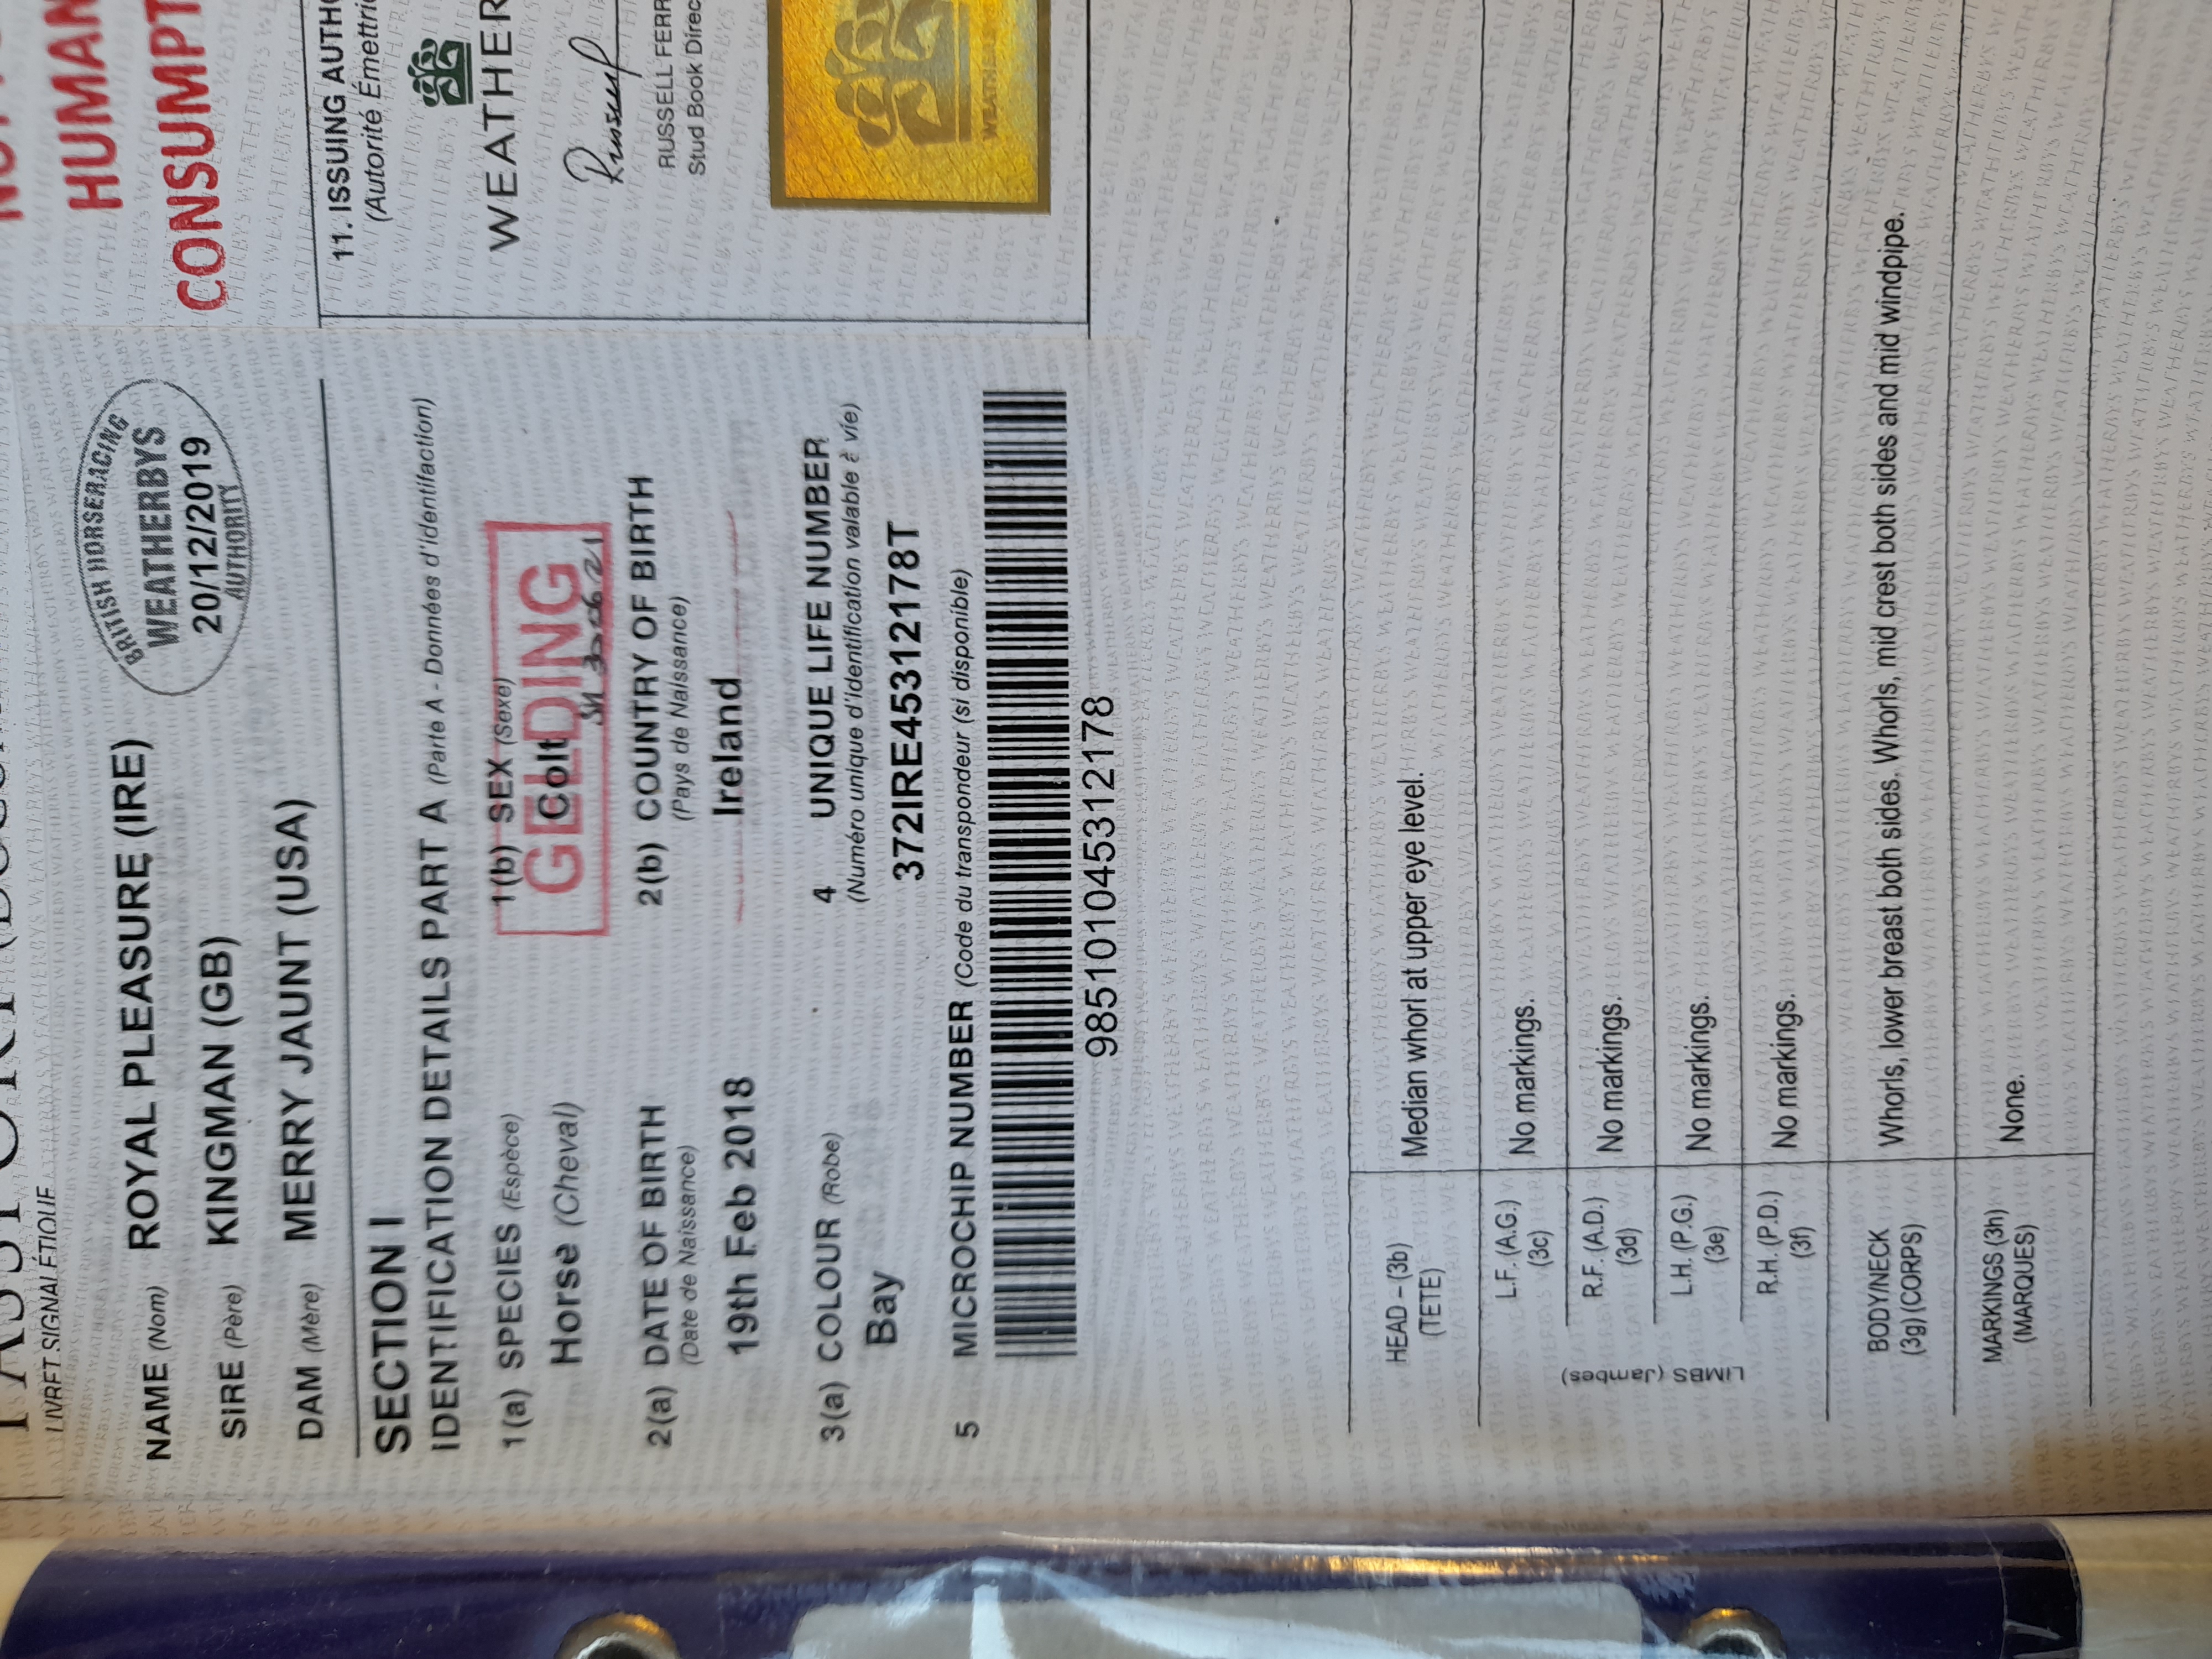 HUMAN
CONSUMPT
LIVRET SIGNALÉTIQUE
NAME (Nom) ROYAL PLEASURE (IRE)
SIRE (Père) KINGMAN (GB)
DAM (Mère) MERRY JAUNT (USA)
BRITISH HORSERACING
WEATHERBYS
20/12/2019
AUTHORITY
SECTION I
IDENTIFICATION DETAILS PART A (Parte A - Données d'Identifaction)
1(a) SPECIES (Espèce)
Horse (Cheval)
1(b) SEX (Sexe)
Colt
GELDING
2(a) DATE OF BIRTH
(Date de Naissance)
19th Feb 2018
2(b) COUNTRY OF BIRTH
(Pays de Naissance)
Ireland
3(a) COLOUR (Robe)
Bay
4 UNIQUE LIFE NUMBER
(Numéro unique d'identification valable è vie)
372IRE45312178T
5 MICROCHIP NUMBER (Code du transpondeur (si disponible)
985101045312178
11. ISSUING AUTHO
(Autorité Émettri
WEATHER
RUSSELL FERR
Stud Book Direc
HEAD – (3b)
(TETE)
Median whorl at upper eye level.
LIMBS (Jambes)
L.F. (A.G.)
(3c)
No markings.
R.F. (A.D.)
(3d)
No markings.
L.H. (P.G.)
(3e)
No markings.
R.H. (P.D.)
(3f)
No markings.
BODY/NECK
(3g) (CORPS)
Whorls, lower breast both sides. Whorls, mid crest both sides and mid windpipe.
MARKINGS (3h)
(MARQUES)
None.